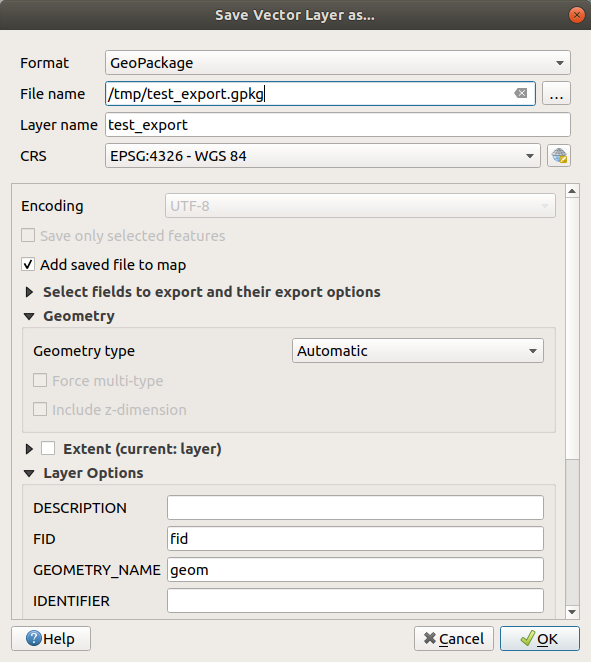 Save Vector Layer as...
Format GeoPackage
File name /tmp/test_export.gpkg ...
Layer name test_export
CRS EPSG:4326 - WGS 84
Encoding UTF-8
Save only selected features
Add saved file to map
Select fields to export and their export options
Geometry
Geometry type Automatic
Force multi-type
Include z-dimension
Extent (current: layer)
Layer Options
DESCRIPTION
FID fid
GEOMETRY_NAME geom
IDENTIFIER
Help Cancel OK